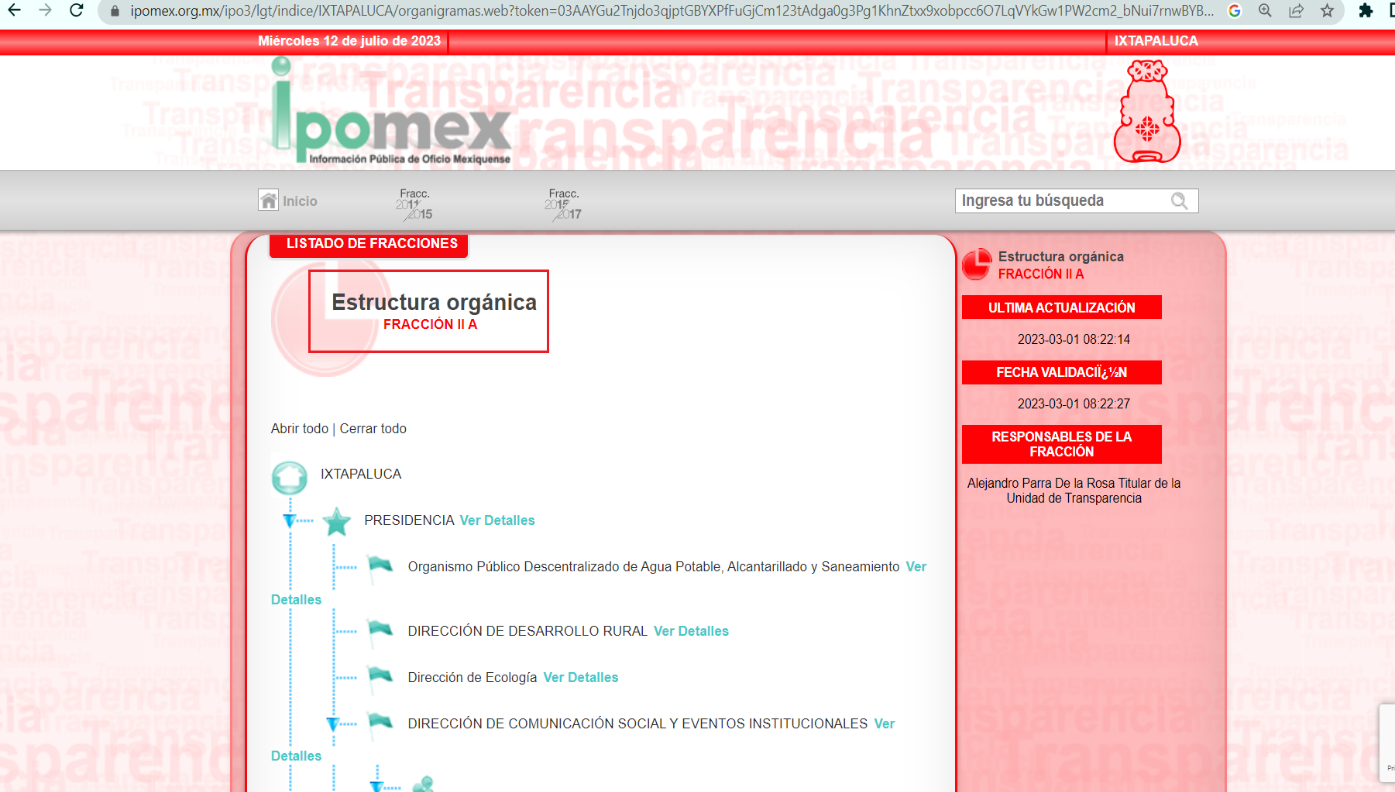 ipomex.org.mx/ipo3/lgt/indice/IXTAPALUCA/organigramas.web?token=03AAYGu2Tnjdo3qjptGBYXPfFuGjCm123tAdga0g3Pg1KhnZtxx9xobpcc6O7LqVYkGw1PW2cm2_bNui7rnwBYB...
Miércoles 12 de julio de 2023
IXTAPALUCA
Transparencia
ipomex
Información Pública de Oficio Mexiquense
Inicio
Fracc.
2011/2015
Fracc.
2015/2017
Ingresa tu búsqueda
LISTADO DE FRACCIONES
Estructura orgánica
FRACCIÓN II A
Estructura orgánica
FRACCIÓN II A
ULTIMA ACTUALIZACIÓN
2023-03-01 08:22:14
FECHA VALIDACIï¿½N
2023-03-01 08:22:27
RESPONSABLES DE LA
FRACCIÓN
Alejandro Parra De la Rosa Titular de la
Unidad de Transparencia
Abrir todo | Cerrar todo
IXTAPALUCA
PRESIDENCIA Ver Detalles
Organismo Público Descentralizado de Agua Potable, Alcantarillado y Saneamiento Ver
Detalles
DIRECCIÓN DE DESARROLLO RURAL Ver Detalles
Dirección de Ecología Ver Detalles
DIRECCIÓN DE COMUNICACIÓN SOCIAL Y EVENTOS INSTITUCIONALES Ver
Detalles